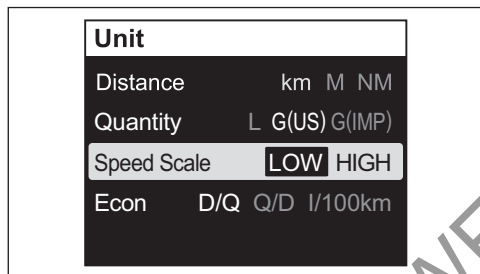 Unit
Distance km M NM
Quantity L G(US) G(IMP)
Speed Scale LOW HIGH
Econ D/Q Q/D l/100km